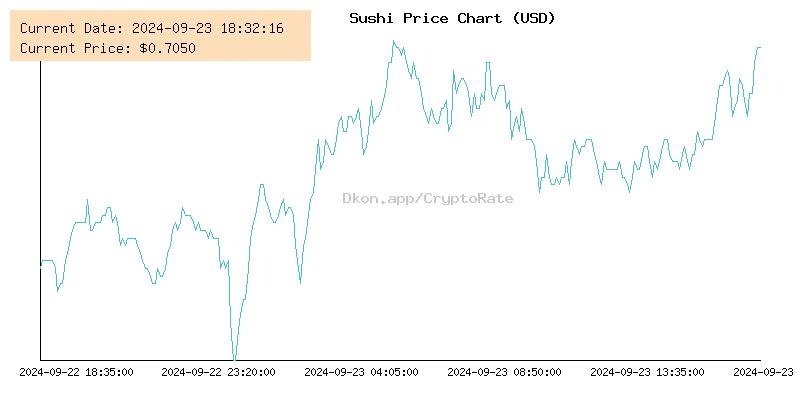 Sushi Price Chart (USD)
Current Date: 2024-09-23 18:32:16
Current Price: $0.7050
Dkon.app/CryptoRate
2024-09-22 18:35:00
2024-09-22 23:20:00
2024-09-23 04:05:00
2024-09-23 08:50:00
2024-09-23 13:35:00
2024-09-23